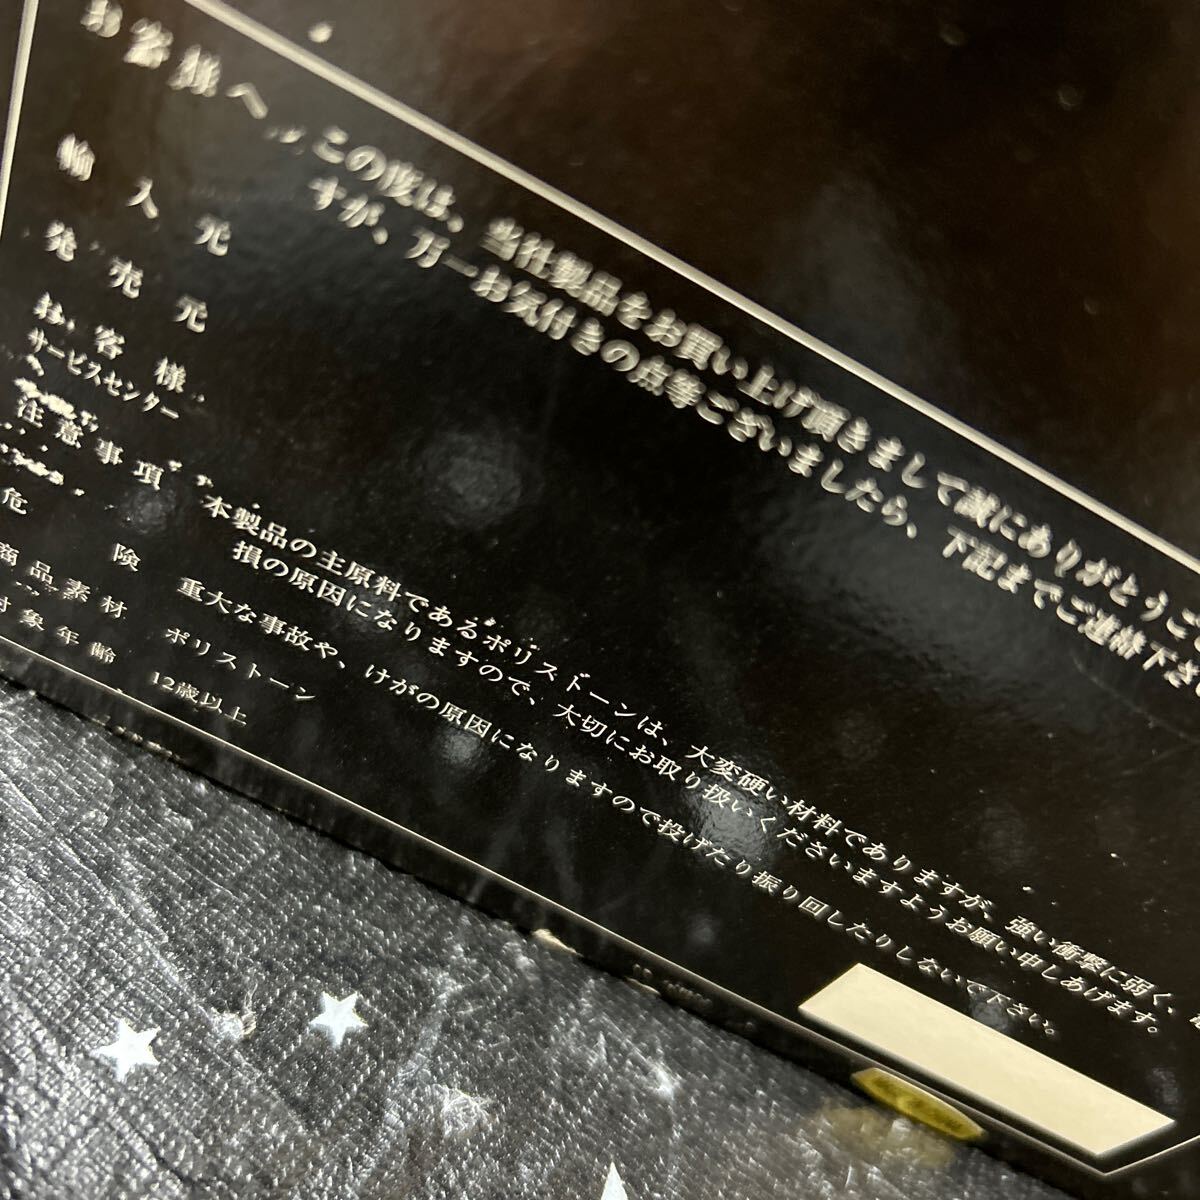 お客様へ この度は、当社製品をお買い上げ頂きまして誠にありがとうござ
すが、万一お気付きの点等ございましたら、下記までご連絡下さい
輸入元
発売元
お客様
サービスセンター
注意事項 本製品の主原料であるポリストーンは、大変硬い材料でありますが、強い衝撃に弱く、
損の原因になりますので、大切にお取り扱いくださいますようお願い申しあげます。
危険 重大な事故や、けがの原因になりますので投げたり振り回したりしないで下さい。
商品素材 ポリストーン
対象年齢 12歳以上